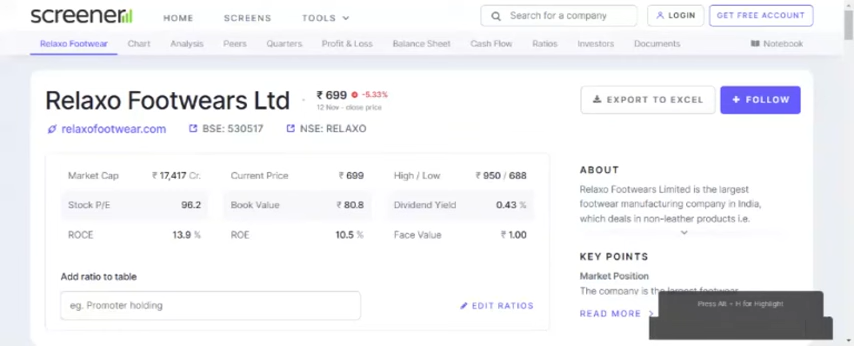 screener
HOME SCREENS TOOLS
Search for a company
LOGIN GET FREE ACCOUNT
Relaxo Footwear Chart Analysis Peers Quarters Profit & Loss Balance Sheet Cash Flow Ratios Investors Documents Notebook
Relaxo Footwears Ltd
₹ 699 -5.33%
12 Nov - close price
EXPORT TO EXCEL
+ FOLLOW
relaxofootwear.com BSE: 530517 NSE: RELAXO
Market Cap ₹ 17,417 Cr. Current Price ₹ 699 High / Low ₹ 950 / 688
Stock P/E 96.2 Book Value ₹ 80.8 Dividend Yield 0.43 %
ROCE 13.9 % ROE 10.5 % Face Value ₹ 1.00
Add ratio to table
eg. Promoter holding
EDIT RATIOS
ABOUT
Relaxo Footwears Limited is the largest
footwear manufacturing company in India,
which deals in non-leather products i.e.
KEY POINTS
Market Position
The company is the largest footwear
READ MORE
Press Alt + H for Highlight